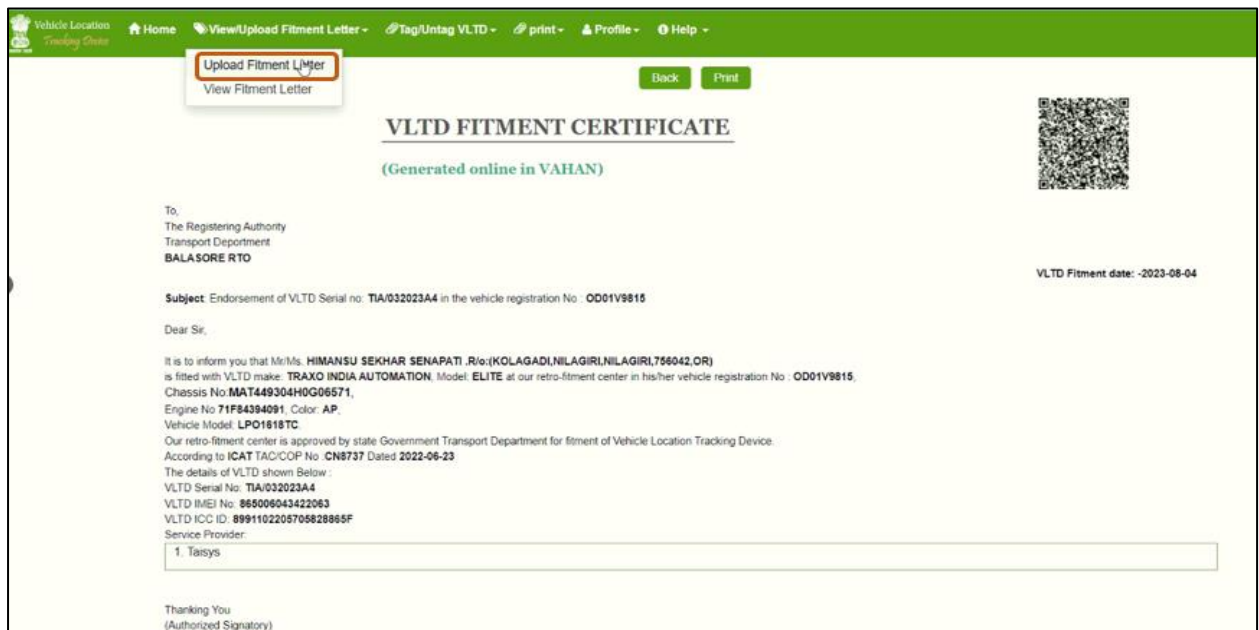 Vehicle Location
Tracking Device
Home View/Upload Fitment Letter Tag/Untag VLTD print Profile Help
Upload Fitment Letter
View Fitment Letter
Back Print
VLTD FITMENT CERTIFICATE
(Generated online in VAHAN)
To,
The Registering Authority
Transport Deportment
BALASORE RTO
VLTD Fitment date: -2023-08-04
Subject: Endorsement of VLTD Serial no: TIA/032023A4 in the vehicle registration No : OD01V9815
Dear Sir,
It is to inform you that Mr/Ms. HIMANSU SEKHAR SENAPATI .R/o:(KOLAGADI,NILAGIRI,NILAGIRI,756042,OR)
is fitted with VLTD make: TRAXO INDIA AUTOMATION, Model: ELITE at our retro-fitment center in his/her vehicle registration No : OD01V9815,
Chassis No:MAT449304H0G06571,
Engine No 71F84394091, Color: AP,
Vehicle Model: LPO1618TC.
Our retro-fitment center is approved by state Government Transport Department for fitment of Vehicle Location Tracking Device.
According to ICAT TAC/COP No :CN8737 Dated 2022-06-23
The details of VLTD shown Below :
VLTD Serial No: TIA/032023A4
VLTD IMEI No: 865006043422063
VLTD ICC ID: 8991102205705828865F
Service Provider:
1. Taisys
Thanking You
(Authorized Signatory)